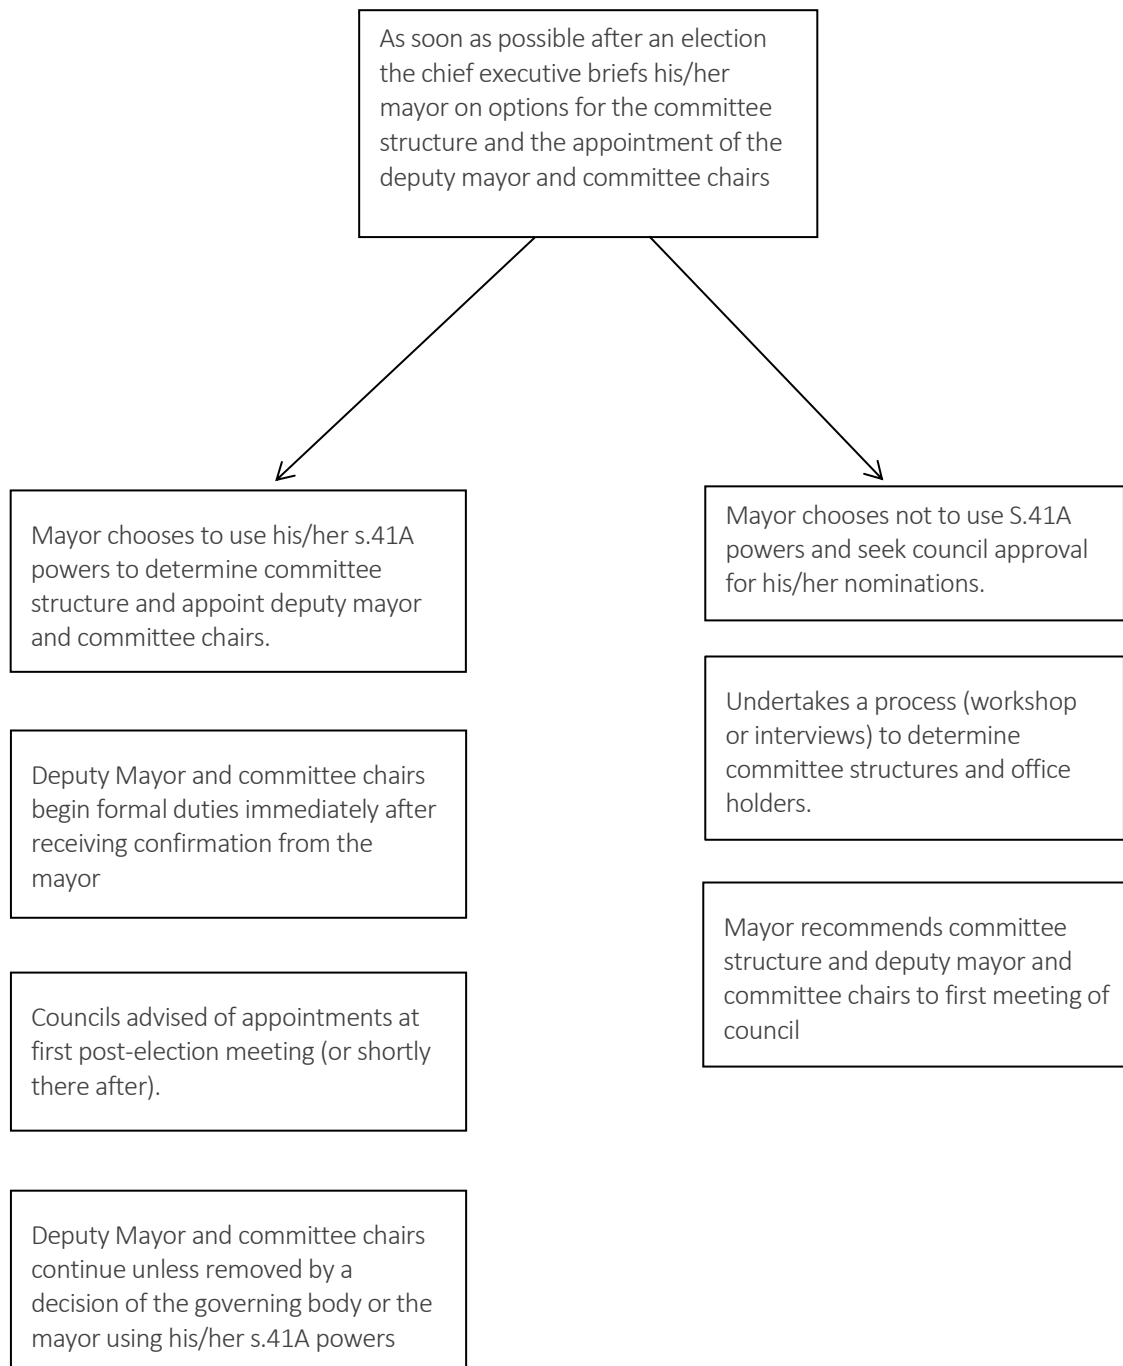 As soon as possible after an election
the chief executive briefs his/her
mayor on options for the committee
structure and the appointment of the
deputy mayor and committee chairs
Mayor chooses to use his/her s.41A
powers to determine committee
structure and appoint deputy mayor
and committee chairs.
Deputy Mayor and committee chairs
begin formal duties immediately after
receiving confirmation from the
mayor
Councils advised of appointments at
first post-election meeting (or shortly
there after).
Deputy Mayor and committee chairs
continue unless removed by a
decision of the governing body or the
mayor using his/her s.41A powers
Mayor chooses not to use S.41A
powers and seek council approval
for his/her nominations.
Undertakes a process (workshop
or interviews) to determine
committee structures and office
holders.
Mayor recommends committee
structure and deputy mayor and
committee chairs to first meeting of
council